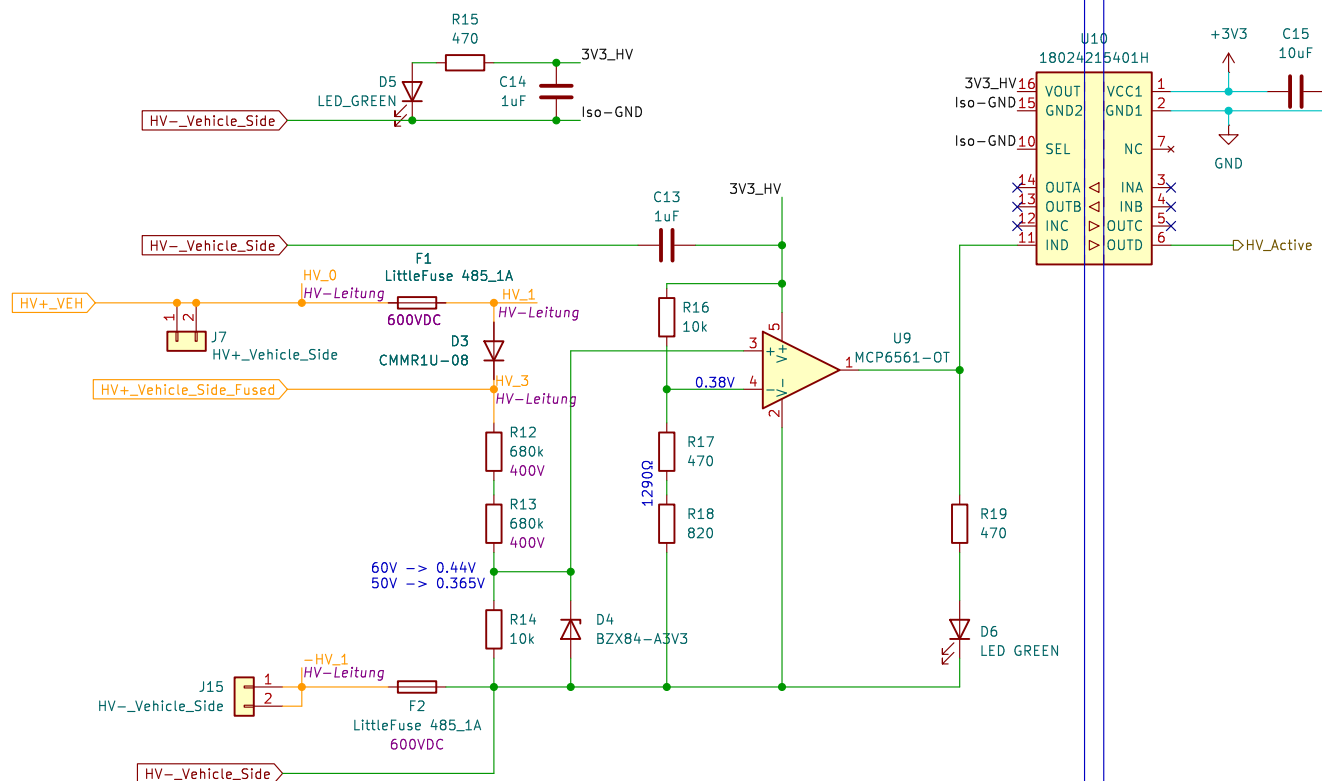 R15
470
3V3_HV
D5
LED_GREEN
C14
1uF
Iso-GND
HV-_Vehicle_Side
U10
18024215401H
+3V3
C15
10uF
3V3_HV
16
VOUT
VCC1
1
Iso-GND
15
GND2
GND1
2
Iso-GND
10
SEL
NC
7
GND
14
OUTA
INA
3
13
OUTB
INB
4
12
INC
OUTC
5
11
IND
OUTD
6
HV_Active
3V3_HV
C13
1uF
HV-_Vehicle_Side
F1
LittleFuse 485_1A
HV_0
HV-Leitung
600VDC
HV_1
HV-Leitung
HV+_VEH
1
2
J7
HV+_Vehicle_Side
D3
CMMR1U-08
R16
10k
U9
MCP6561-OT
3
+
5
V+
1
0.38V
4
-
V-
2
HV+_Vehicle_Side_Fused
HV_3
HV-Leitung
R12
680k
400V
R13
680k
400V
R17
470
1290Ω
R18
820
R19
470
60V -> 0.44V
50V -> 0.365V
R14
10k
D4
BZX84-A3V3
D6
LED GREEN
-HV_1
HV-Leitung
J15
HV-_Vehicle_Side
1
2
F2
LittleFuse 485_1A
600VDC
HV-_Vehicle_Side